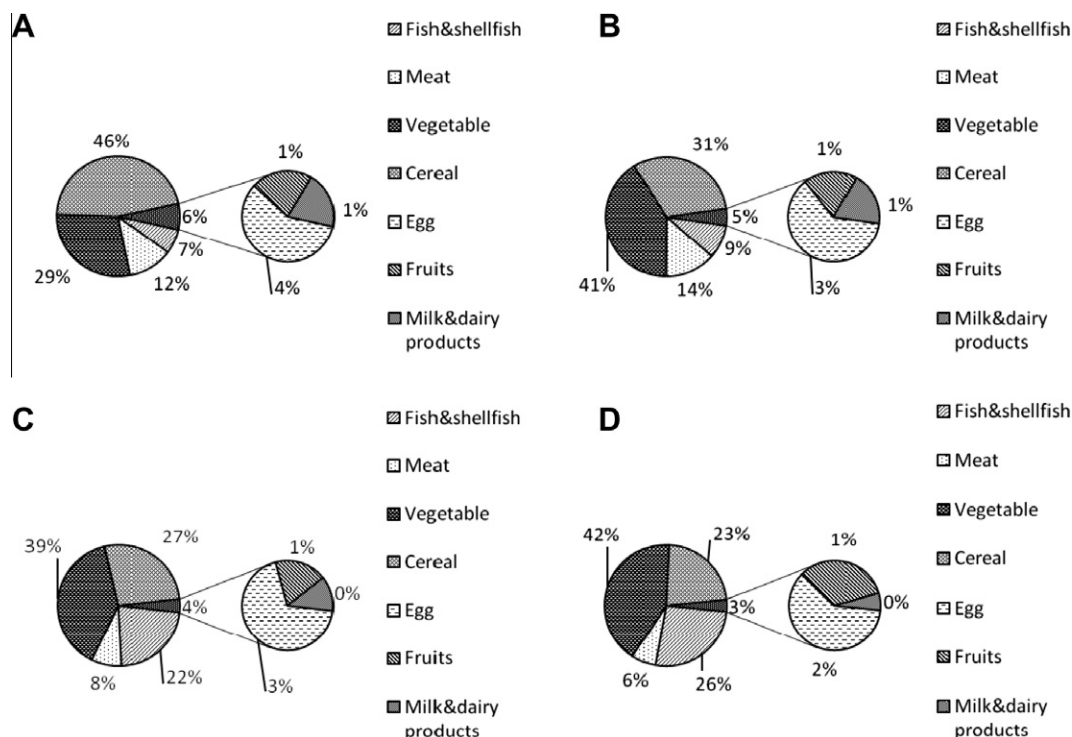 A
46%
6%
7%
12%
29%
1%
1%
4%
Fish&shellfish
Meat
Vegetable
Cereal
Egg
Fruits
Milk&dairy
products
B
31%
5%
9%
14%
41%
1%
1%
3%
Fish&shellfish
Meat
Vegetable
Cereal
Egg
Fruits
Milk&dairy
products
C
39%
27%
4%
22%
8%
1%
0%
3%
Fish&shellfish
Meat
Vegetable
Cereal
Egg
Fruits
Milk&dairy
products
D
42%
23%
3%
26%
6%
1%
0%
2%
Fish&shellfish
Meat
Vegetable
Cereal
Egg
Fruits
Milk&dairy
products